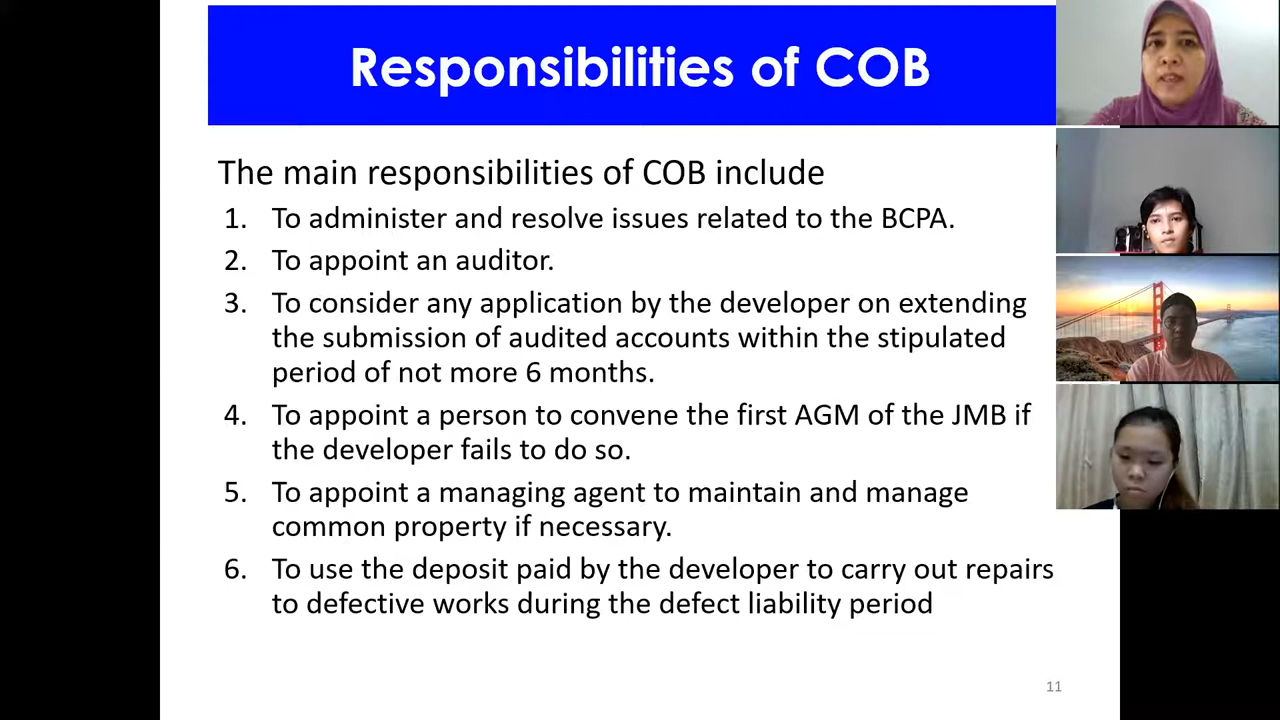 Responsibilities of COB
The main responsibilities of COB include
1. To administer and resolve issues related to the BCPA.
2. To appoint an auditor.
3. To consider any application by the developer on extending
the submission of audited accounts within the stipulated
period of not more 6 months.
4. To appoint a person to convene the first AGM of the JMB if
the developer fails to do so.
5. To appoint a managing agent to maintain and manage
common property if necessary.
6. To use the deposit paid by the developer to carry out repairs
to defective works during the defect liability period
11